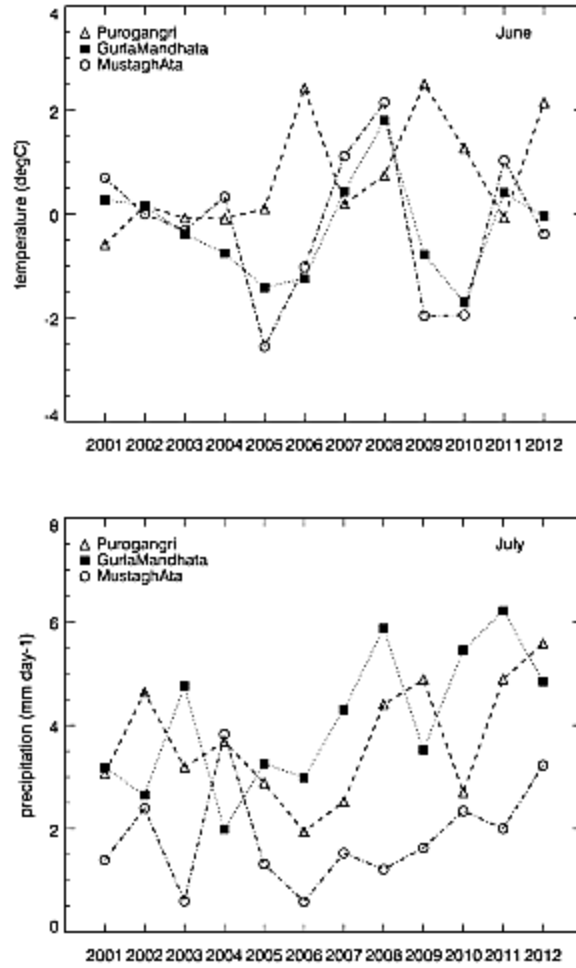 4
Purogangri
June
GurlaMandhata
MustaghAta
2
temperature (degC)
0
-2
-4
2001 2002 2003 2004 2005 2006 2007 2008 2009 2010 2011 2012
8
Purogangri
July
GurlaMandhata
MustaghAta
6
precipitation (mm day-1)
4
2
0
2001 2002 2003 2004 2005 2006 2007 2008 2009 2010 2011 2012